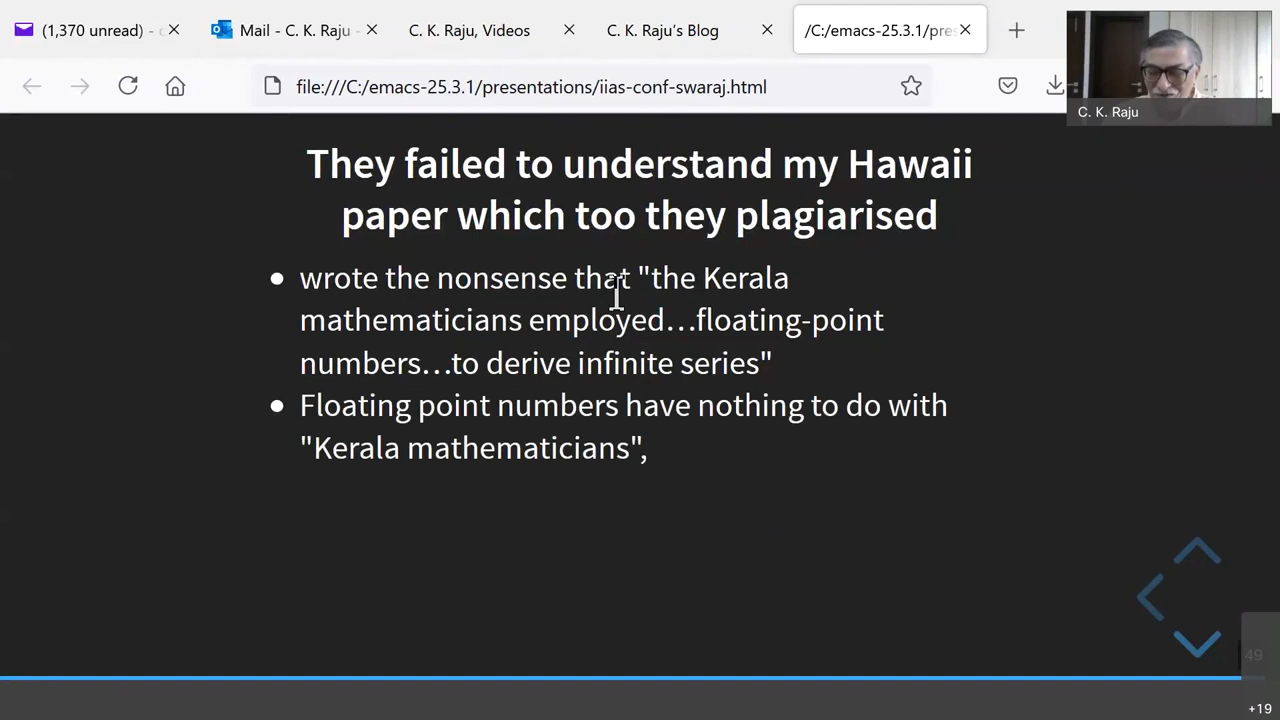 (1,370 unread) - c
Mail - C. K. Raju -
C. K. Raju, Videos
C. K. Raju's Blog
/C:/emacs-25.3.1/pres
file:///C:/emacs-25.3.1/presentations/iias-conf-swaraj.html
C. K. Raju
They failed to understand my Hawaii
paper which too they plagiarised
• wrote the nonsense that "the Kerala
mathematicians employed…floating-point
numbers…to derive infinite series"
• Floating point numbers have nothing to do with
"Kerala mathematicians",
49
+19